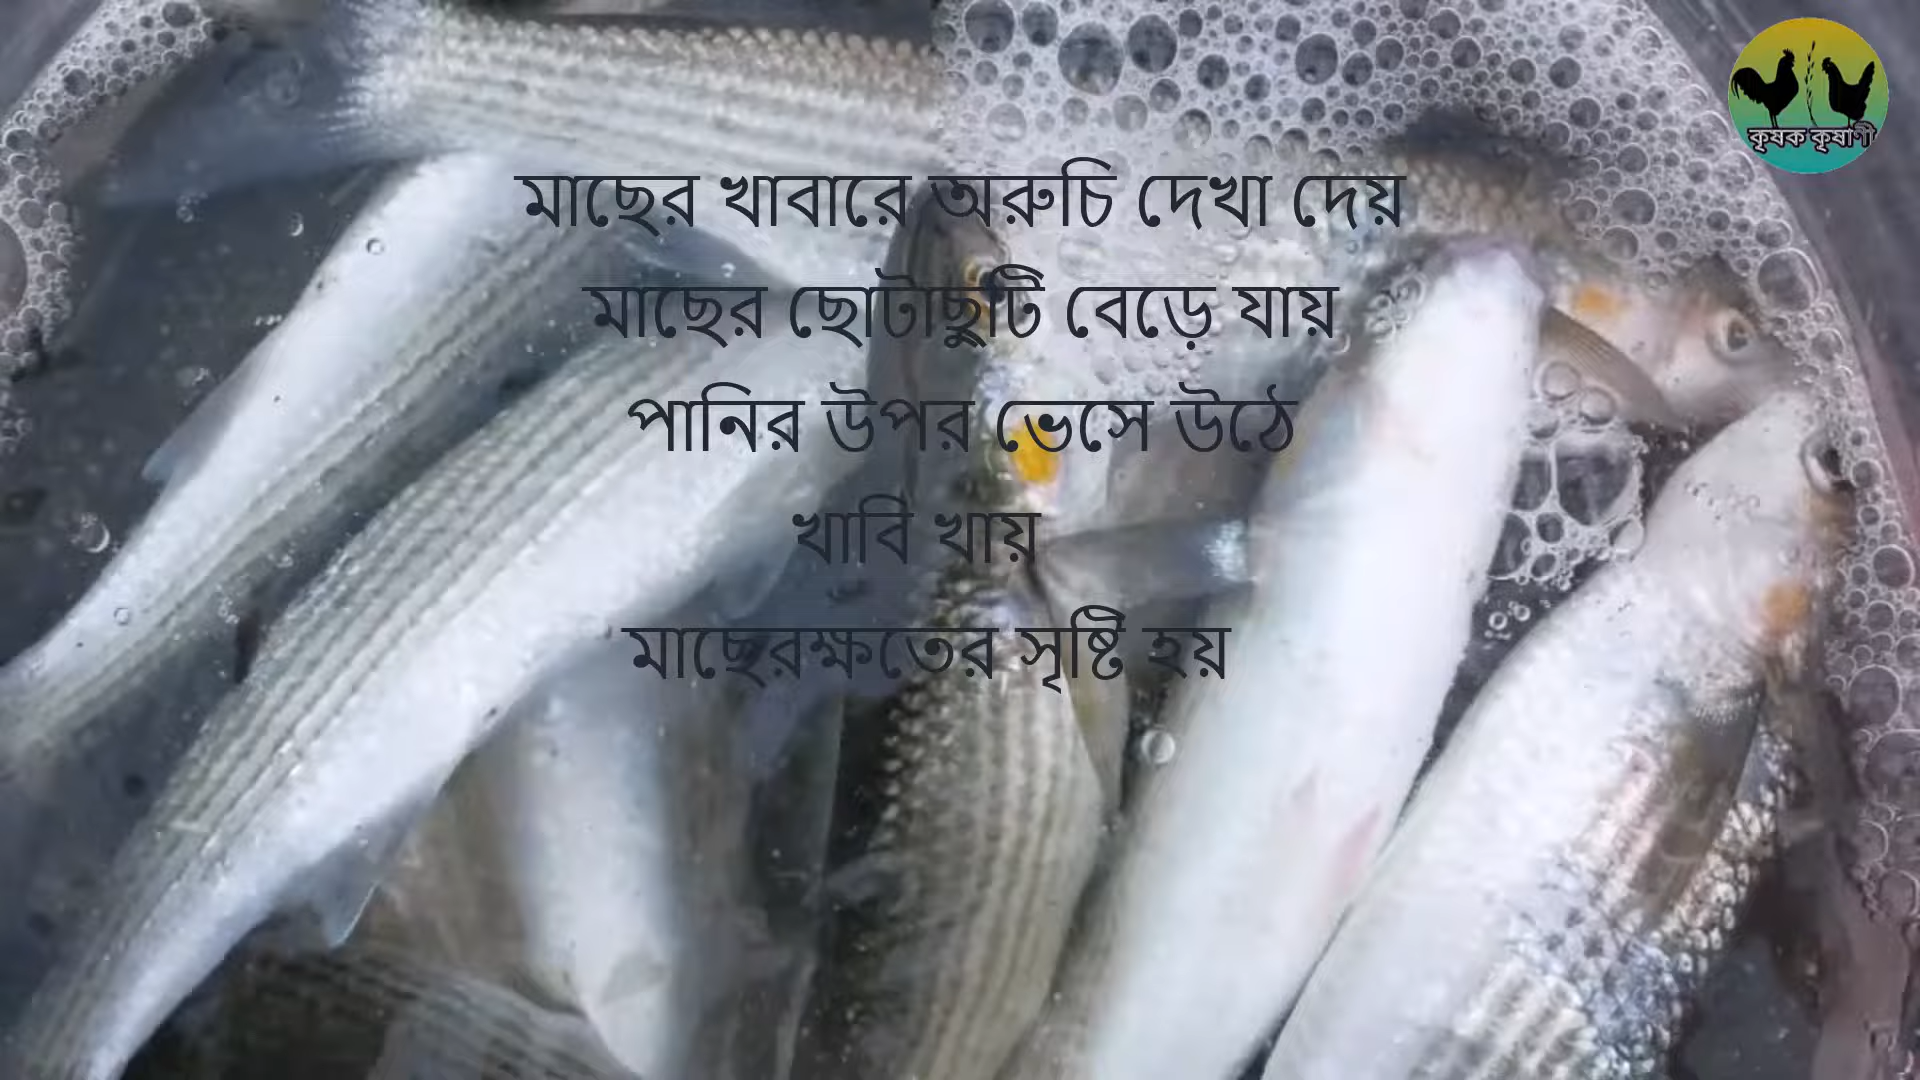 কৃষক কৃষাণী
মাছের খাবারে অরুচি দেখা দেয়
মাছের ছোটাছুটি বেড়ে যায়
পানির উপর ভেসে উঠে
খাবি খায়
মাছেরক্ষতের সৃষ্টি হয়